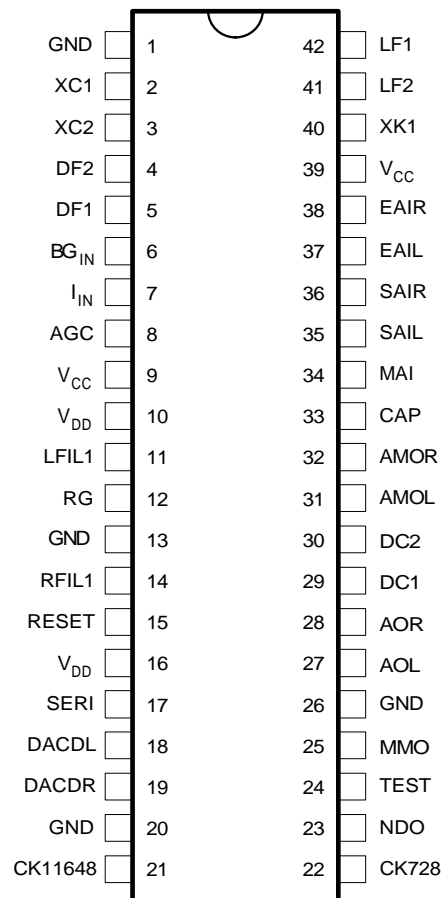 GND 1 42 LF1
XC1 2 41 LF2
XC2 3 40 XK1
DF2 4 39 VCC
DF1 5 38 EAIR
BGIN 6 37 EAIL
IIN 7 36 SAIR
AGC 8 35 SAIL
VCC 9 34 MAI
VDD 10 33 CAP
LFIL1 11 32 AMOR
RG 12 31 AMOL
GND 13 30 DC2
RFIL1 14 29 DC1
RESET 15 28 AOR
VDD 16 27 AOL
SERI 17 26 GND
DACDL 18 25 MMO
DACDR 19 24 TEST
GND 20 23 NDO
CK11648 21 22 CK728